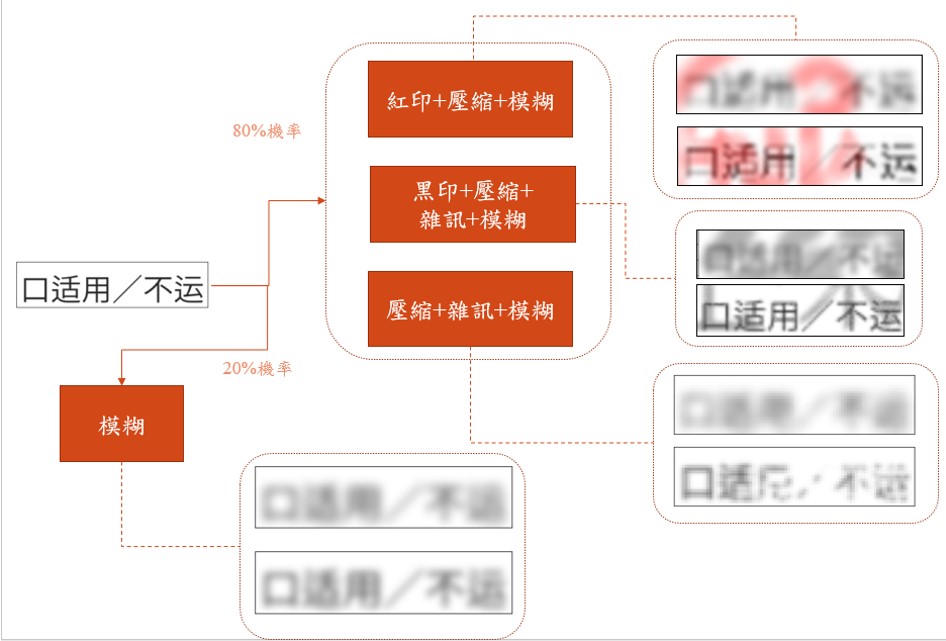 紅印+壓縮+模糊
口适用 不运
80%機率
口适用／不运
黑印+壓縮+
雜訊+模糊
口适用／不运
口适用／不运
口适用／不运
壓縮+雜訊+模糊
20%機率
口适用／不运
模糊
口适用／不运
口适用／不运